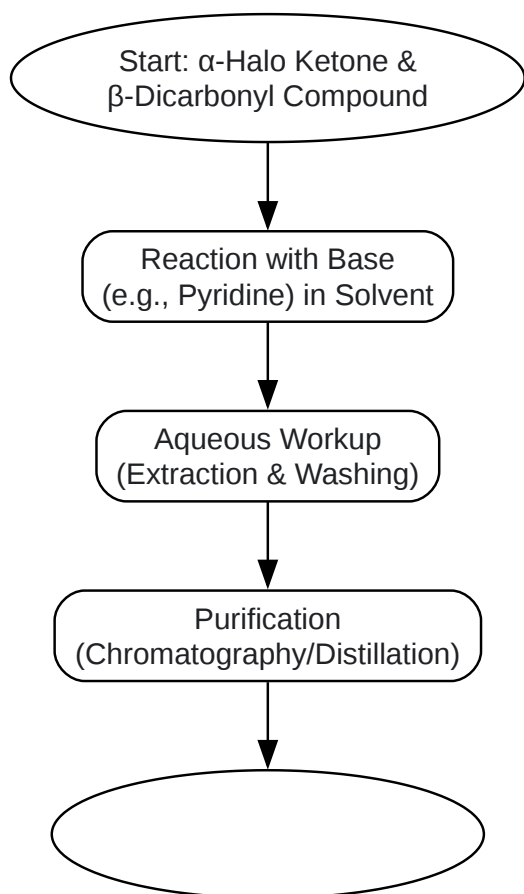 Start: α-Halo Ketone &
β-Dicarbonyl Compound
Reaction with Base
(e.g., Pyridine) in Solvent
Aqueous Workup
(Extraction & Washing)
Purification
(Chromatography/Distillation)